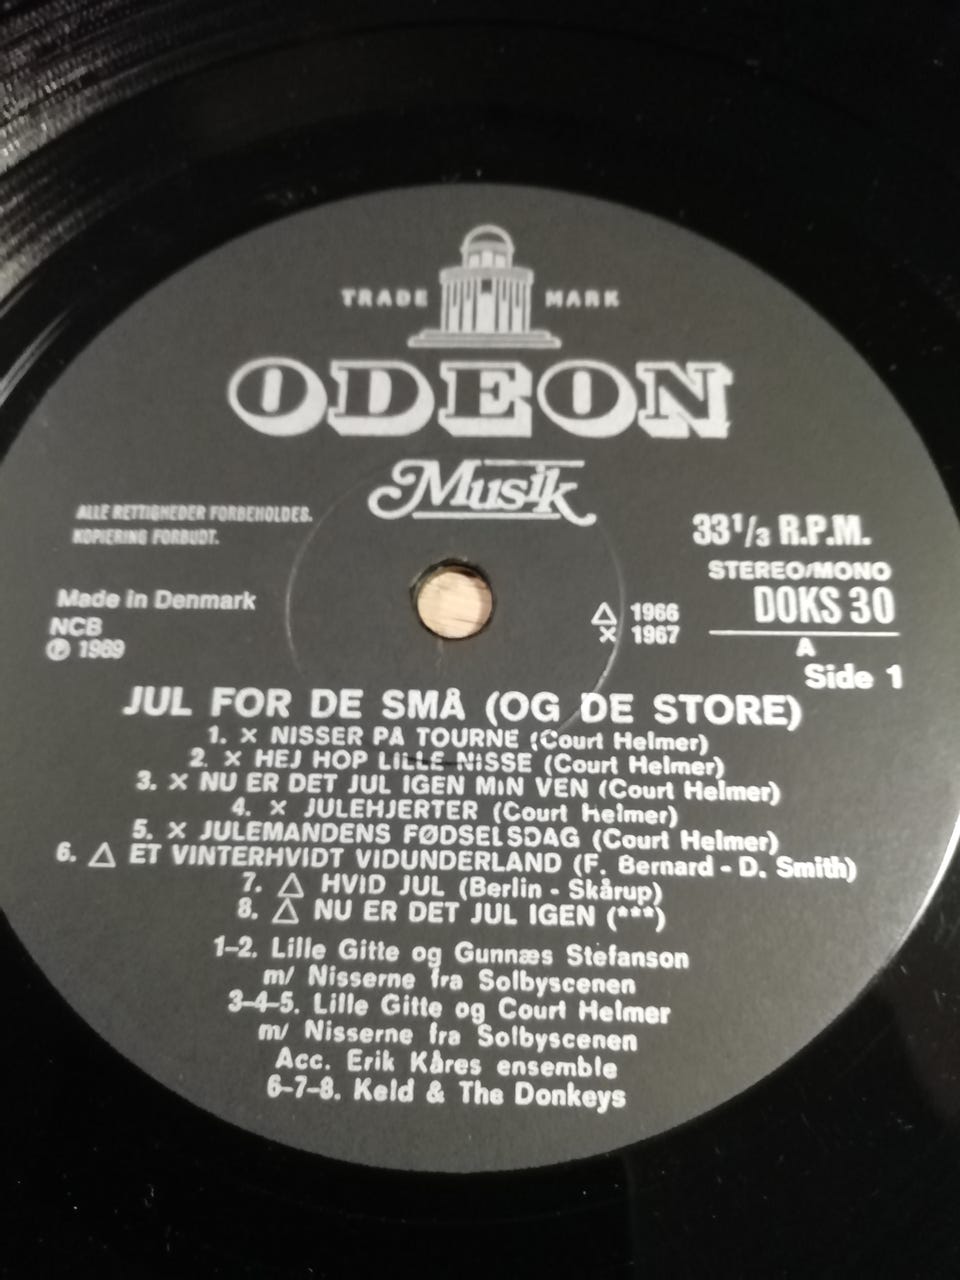 TRADE MARK
ODEON
Musik
ALLE RETTIGHEDER FORBEHOLDES.
KOPIERING FORBUDT.
Made in Denmark
NCB
℗ 1969
33 1/3 R.P.M.
STEREO/MONO
DOKS 30
A
Side 1
△ 1966
× 1967
JUL FOR DE SMÅ (OG DE STORE)
1. × NISSER PÅ TOURNE (Court Helmer)
2. × HEJ HOP LILLE NISSE (Court Helmer)
3. × NU ER DET JUL IGEN MIN VEN (Court Helmer)
4. × JULEHJERTER (Court Helmer)
5. × JULEMANDENS FØDSELSDAG (Court Helmer)
6. △ ET VINTERHVIDT VIDUNDERLAND (F. Bernard - D. Smith)
7. △ HVID JUL (Berlin - Skårup)
8. △ NU ER DET JUL IGEN (***)
1-2. Lille Gitte og Gunnæs Stefanson
m/ Nisserne fra Solbyscenen
3-4-5. Lille Gitte og Court Helmer
m/ Nisserne fra Solbyscenen
Acc. Erik Kåres ensemble
6-7-8. Keld & The Donkeys